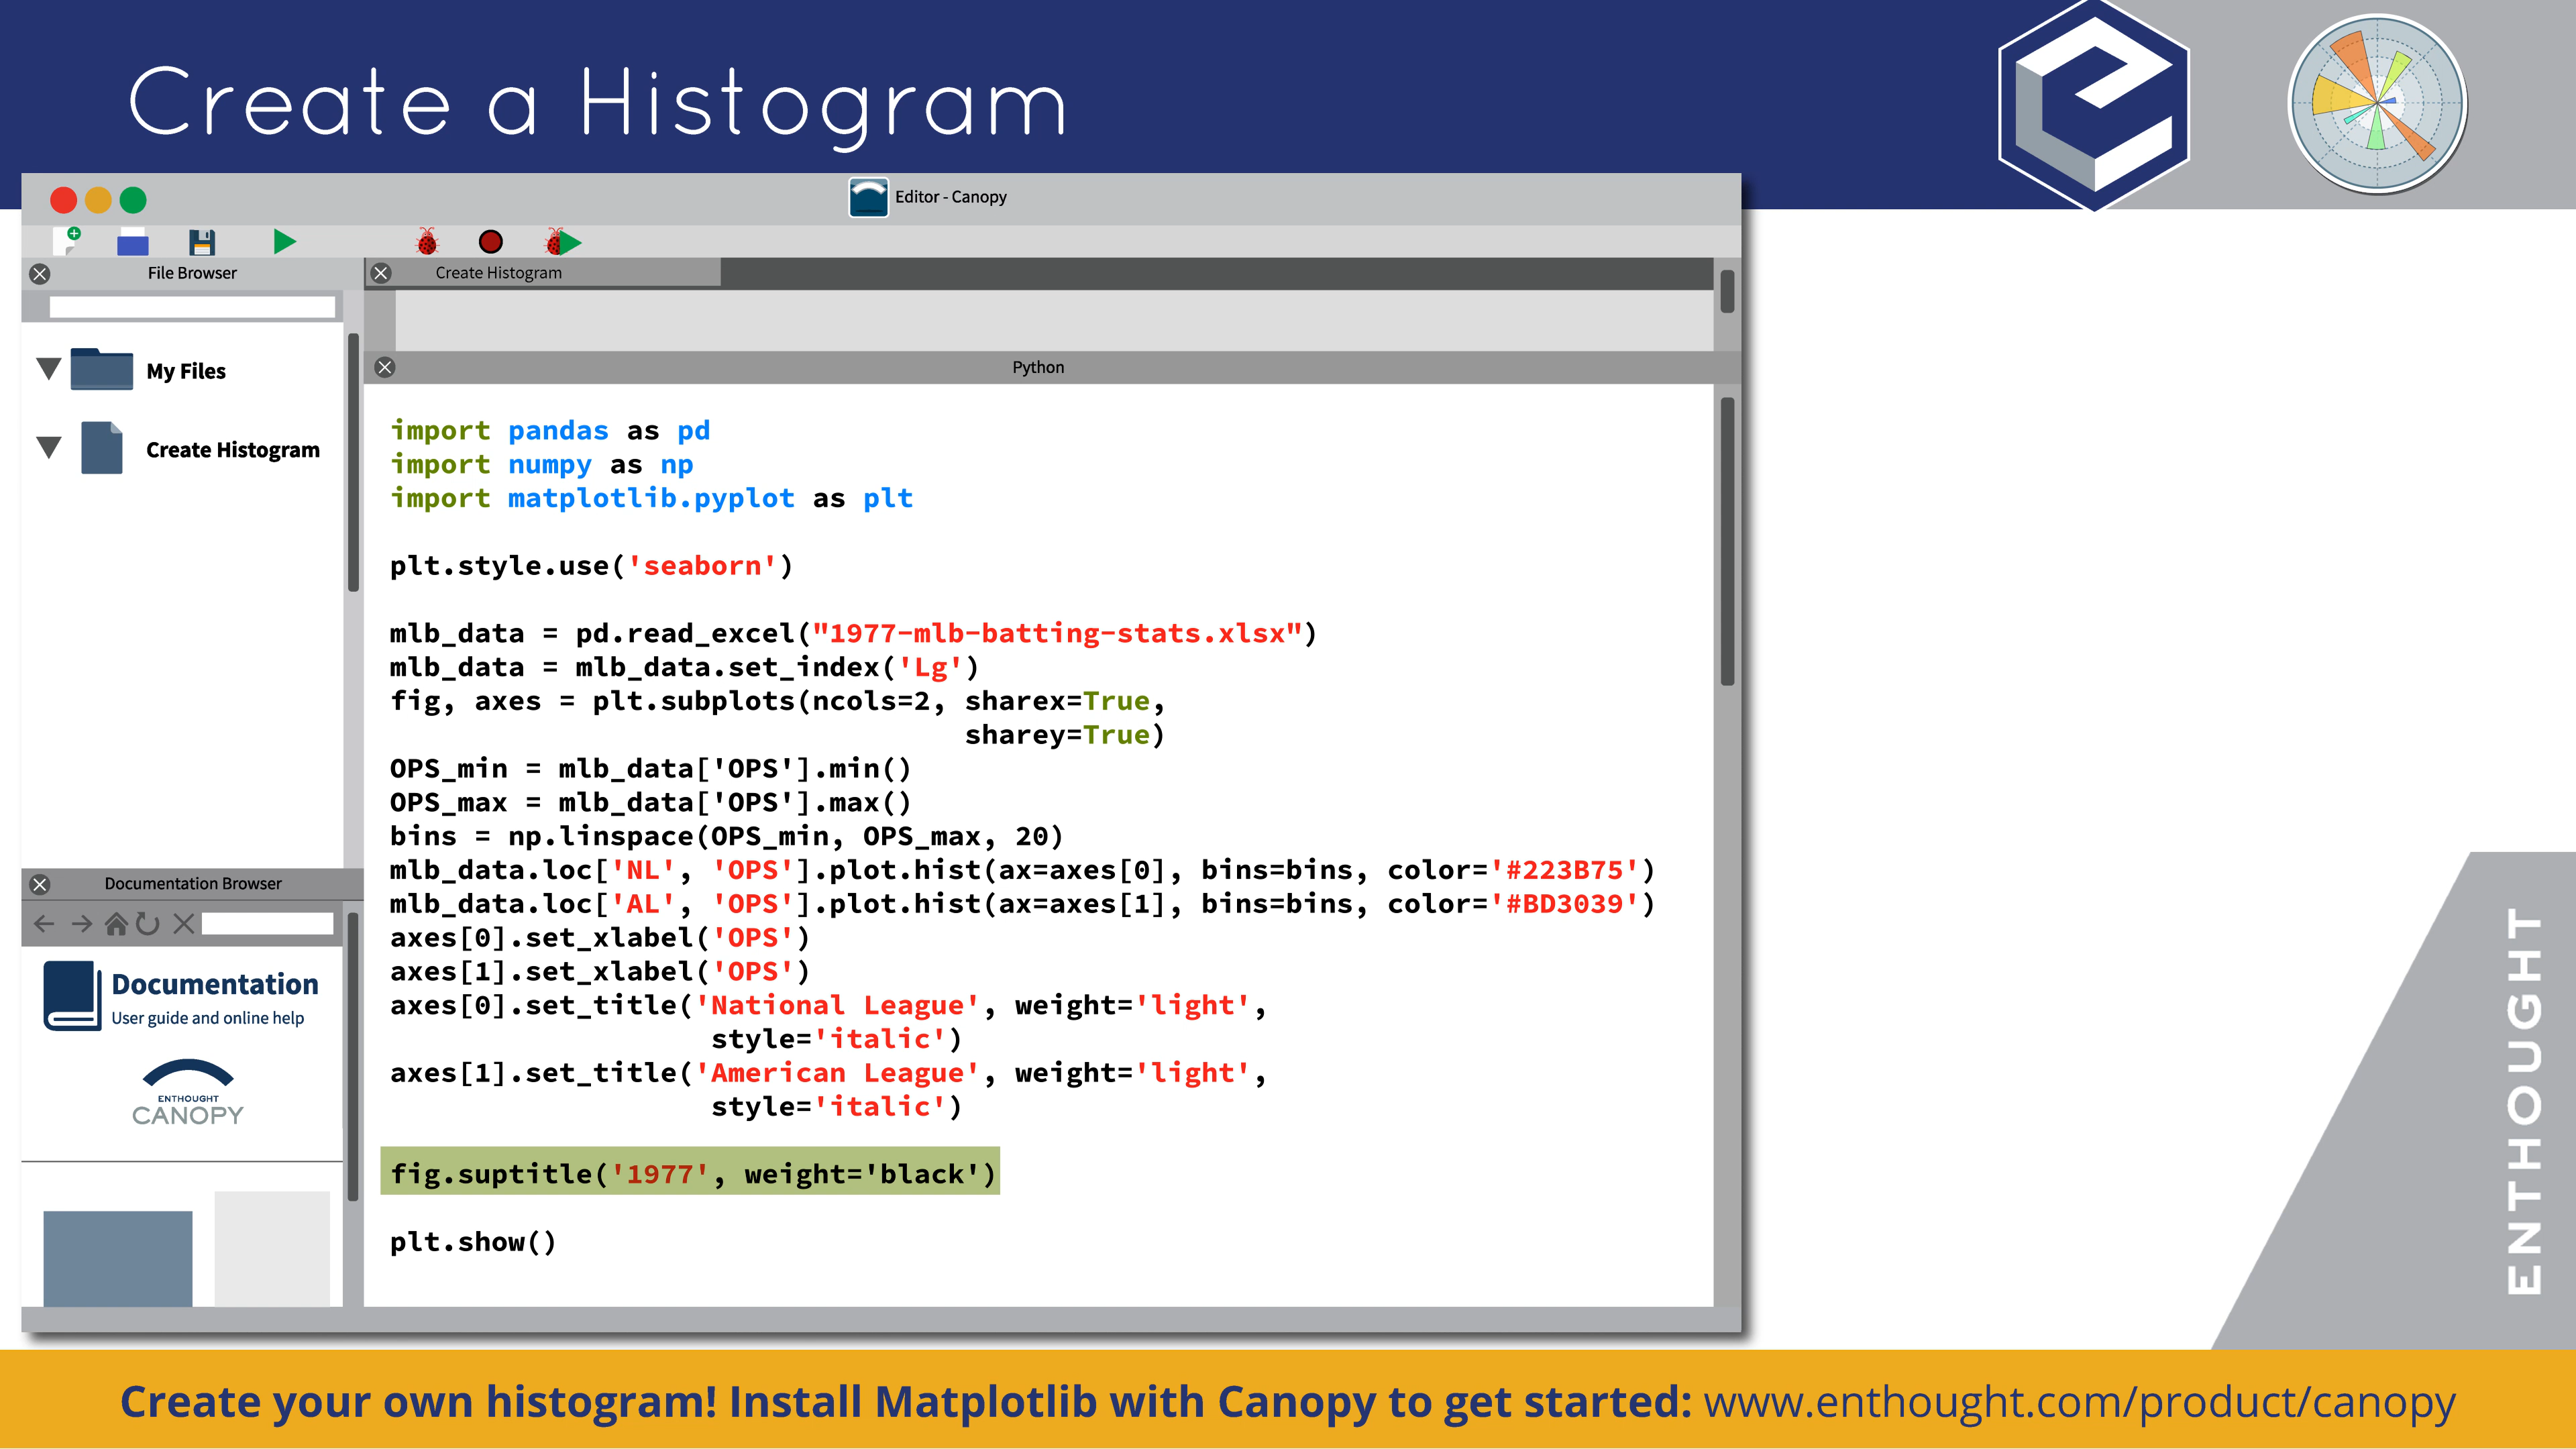 Create a Histogram
Editor - Canopy
File Browser
Create Histogram
My Files
Create Histogram
Python
import pandas as pd
import numpy as np
import matplotlib.pyplot as plt
plt.style.use('seaborn')
mlb_data = pd.read_excel("1977-mlb-batting-stats.xlsx")
mlb_data = mlb_data.set_index('Lg')
fig, axes = plt.subplots(ncols=2, sharex=True,
sharey=True)
OPS_min = mlb_data['OPS'].min()
OPS_max = mlb_data['OPS'].max()
bins = np.linspace(OPS_min, OPS_max, 20)
mlb_data.loc['NL', 'OPS'].plot.hist(ax=axes[0], bins=bins, color='#223B75')
mlb_data.loc['AL', 'OPS'].plot.hist(ax=axes[1], bins=bins, color='#BD3039')
axes[0].set_xlabel('OPS')
axes[1].set_xlabel('OPS')
axes[0].set_title('National League', weight='light',
style='italic')
axes[1].set_title('American League', weight='light',
style='italic')
fig.suptitle('1977', weight='black')
plt.show()
Documentation Browser
Documentation
User guide and online help
ENTHOUGHT
CANOPY
ENTHOUGHT
Create your own histogram! Install Matplotlib with Canopy to get started: www.enthought.com/product/canopy